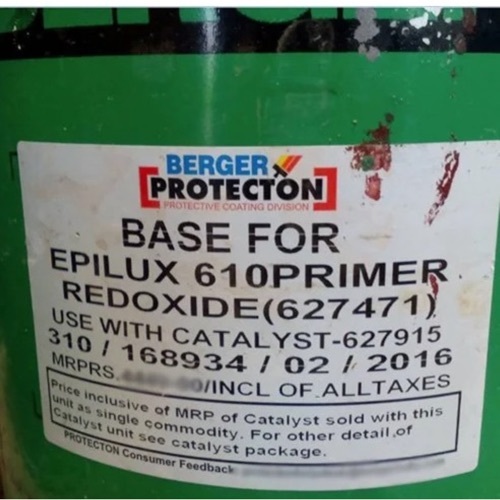 BERGER
PROTECTON
PROTECTIVE COATING DIVISION
BASE FOR
EPILUX 610PRIMER
REDOXIDE(627471)
USE WITH CATALYST-627915
310 / 168934 / 02 / 2016
MRPRS. /INCL OF ALLTAXES
Price inclusive of MRP of Catalyst sold with this
unit as single commodity. For other detail of
Catalyst unit see catalyst package.
PROTECTON Consumer Feedback